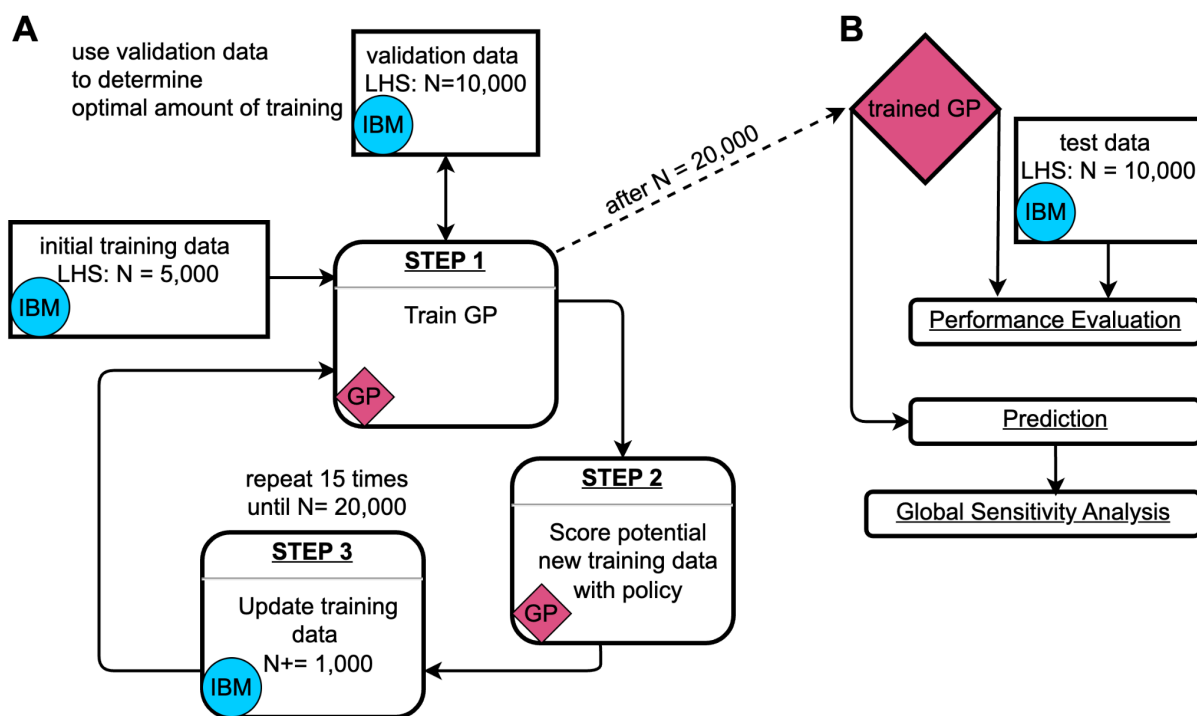 A
use validation data
to determine
optimal amount of training
validation data
LHS: N=10,000
IBM
initial training data
LHS: N = 5,000
IBM
STEP 1
Train GP
GP
after N = 20,000
STEP 2
Score potential
new training data
with policy
GP
repeat 15 times
until N= 20,000
STEP 3
Update training
data
N+= 1,000
IBM
B
trained GP
test data
LHS: N = 10,000
IBM
Performance Evaluation
Prediction
Global Sensitivity Analysis